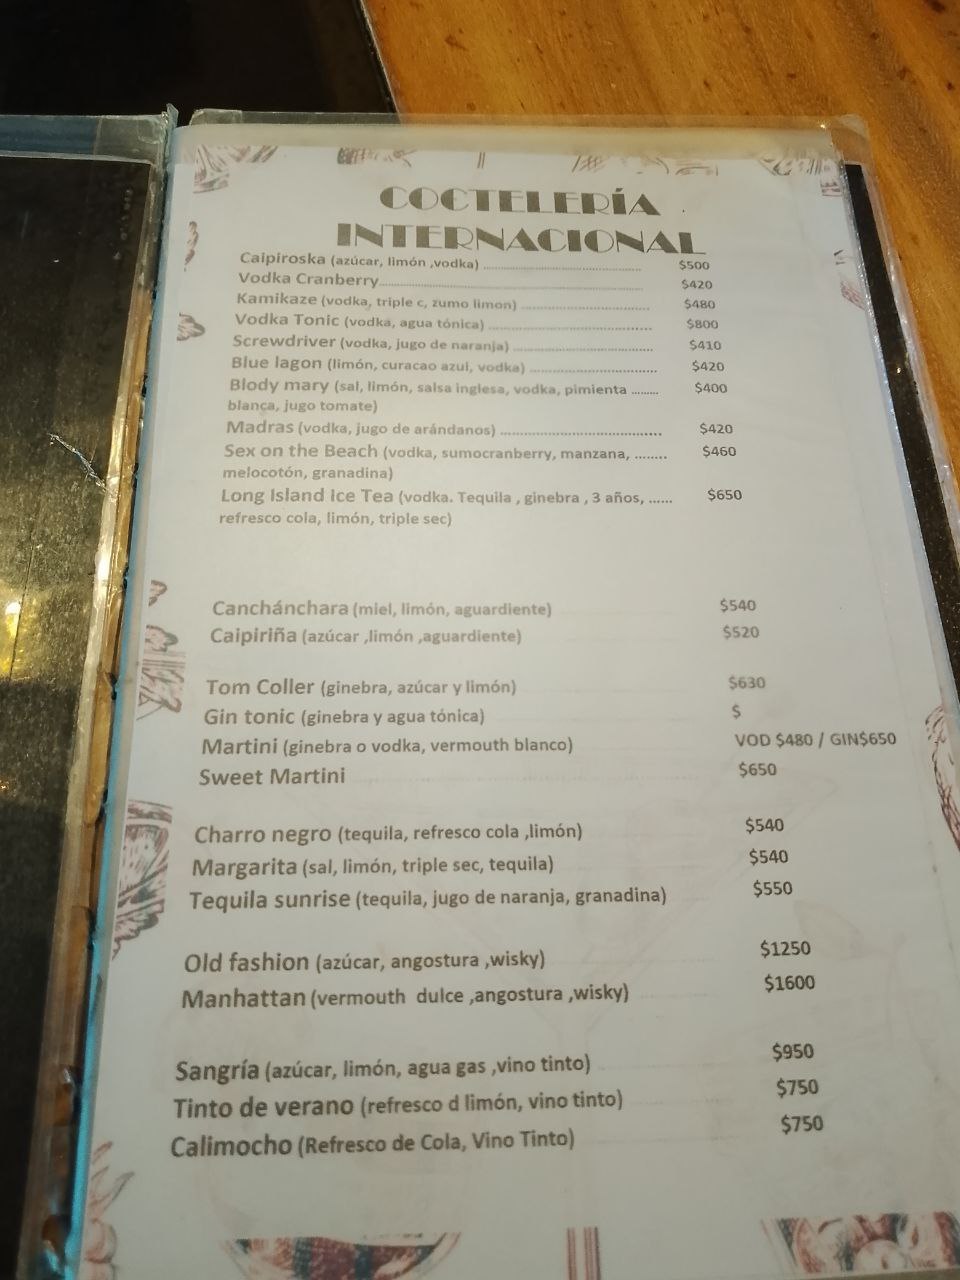 COCTELERÍA
INTERNACIONAL
Caipiroska (azúcar, limón ,vodka) ........................................ $500
Vodka Cranberry.................................................................. $420
Kamikaze (vodka, triple c, zumo limon) ................................ $480
Vodka Tonic (vodka, agua tónica) ......................................... $800
Screwdriver (vodka, jugo de naranja) ................................... $410
Blue lagon (limón, curacao azui, vodka) ................................ $420
Blody mary (sal, limón, salsa inglesa, vodka, pimienta ......... $400
blanca, jugo tomate)
Madras (vodka, jugo de arándanos) ........................................ $420
Sex on the Beach (vodka, sumocranberry, manzana, ........ $460
melocotón, granadina)
Long Island Ice Tea (vodka. Tequila , ginebra , 3 años, ...... $650
refresco cola, limón, triple sec)
Canchánchara (miel, limón, aguardiente) $540
Caipiriña (azúcar ,limón ,aguardiente) $520
Tom Coller (ginebra, azúcar y limón) $630
Gin tonic (ginebra y agua tónica) $
Martini (ginebra o vodka, vermouth blanco) VOD $480 / GIN$650
Sweet Martini $650
Charro negro (tequila, refresco cola ,limón) $540
Margarita (sal, limón, triple sec, tequila) $540
Tequila sunrise (tequila, jugo de naranja, granadina) $550
Old fashion (azúcar, angostura ,wisky) $1250
Manhattan (vermouth dulce ,angostura ,wisky) $1600
Sangría (azúcar, limón, agua gas ,vino tinto) $950
Tinto de verano (refresco d limón, vino tinto) $750
Calimocho (Refresco de Cola, Vino Tinto) $750